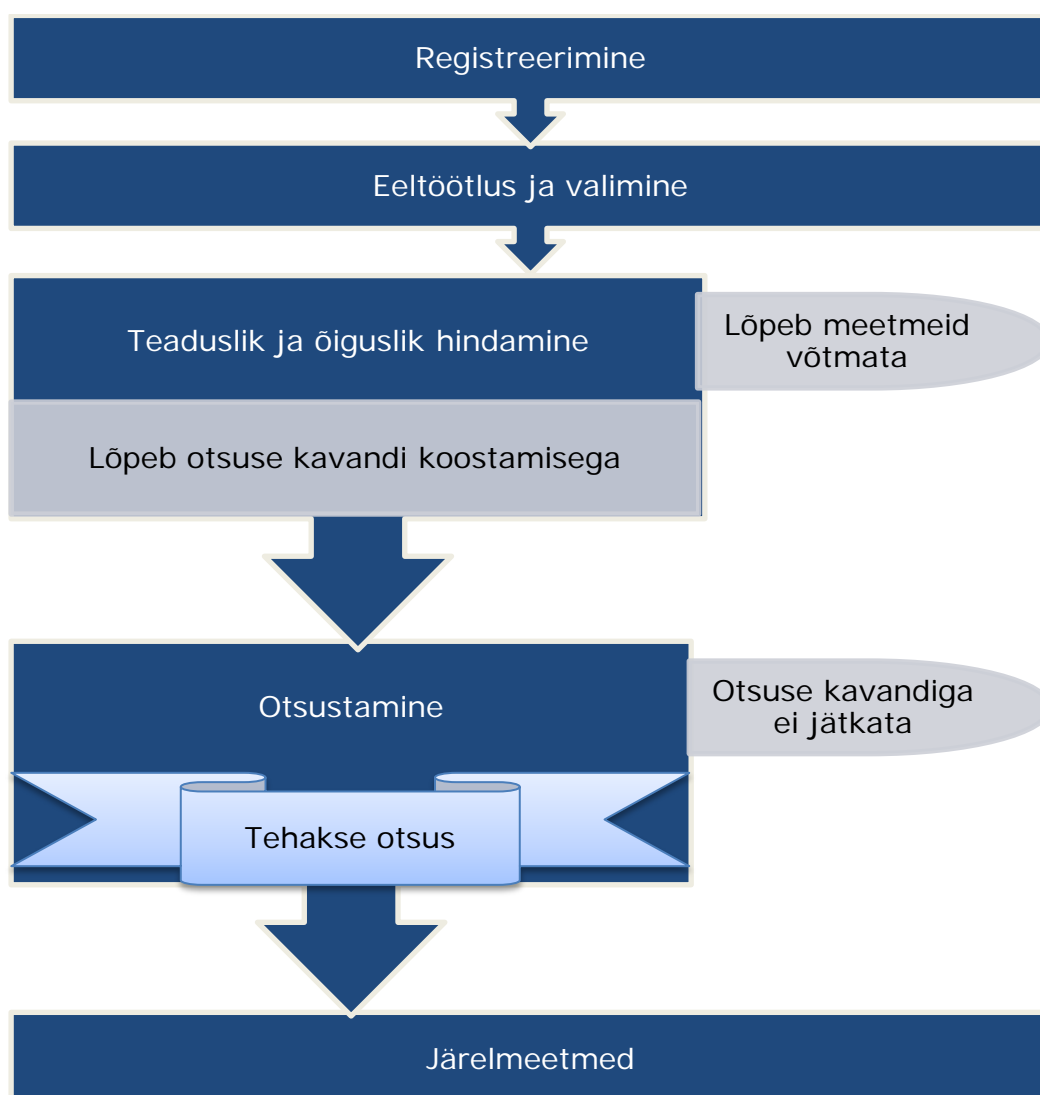 Registreerimine
Eeltöötlus ja valimine
Teaduslik ja õiguslik hindamine
Lõpeb meetmeid
võtmata
Lõpeb otsuse kavandi koostamisega
Otsustamine
Otsuse kavandiga
ei jätkata
Tehakse otsus
Järelmeetmed